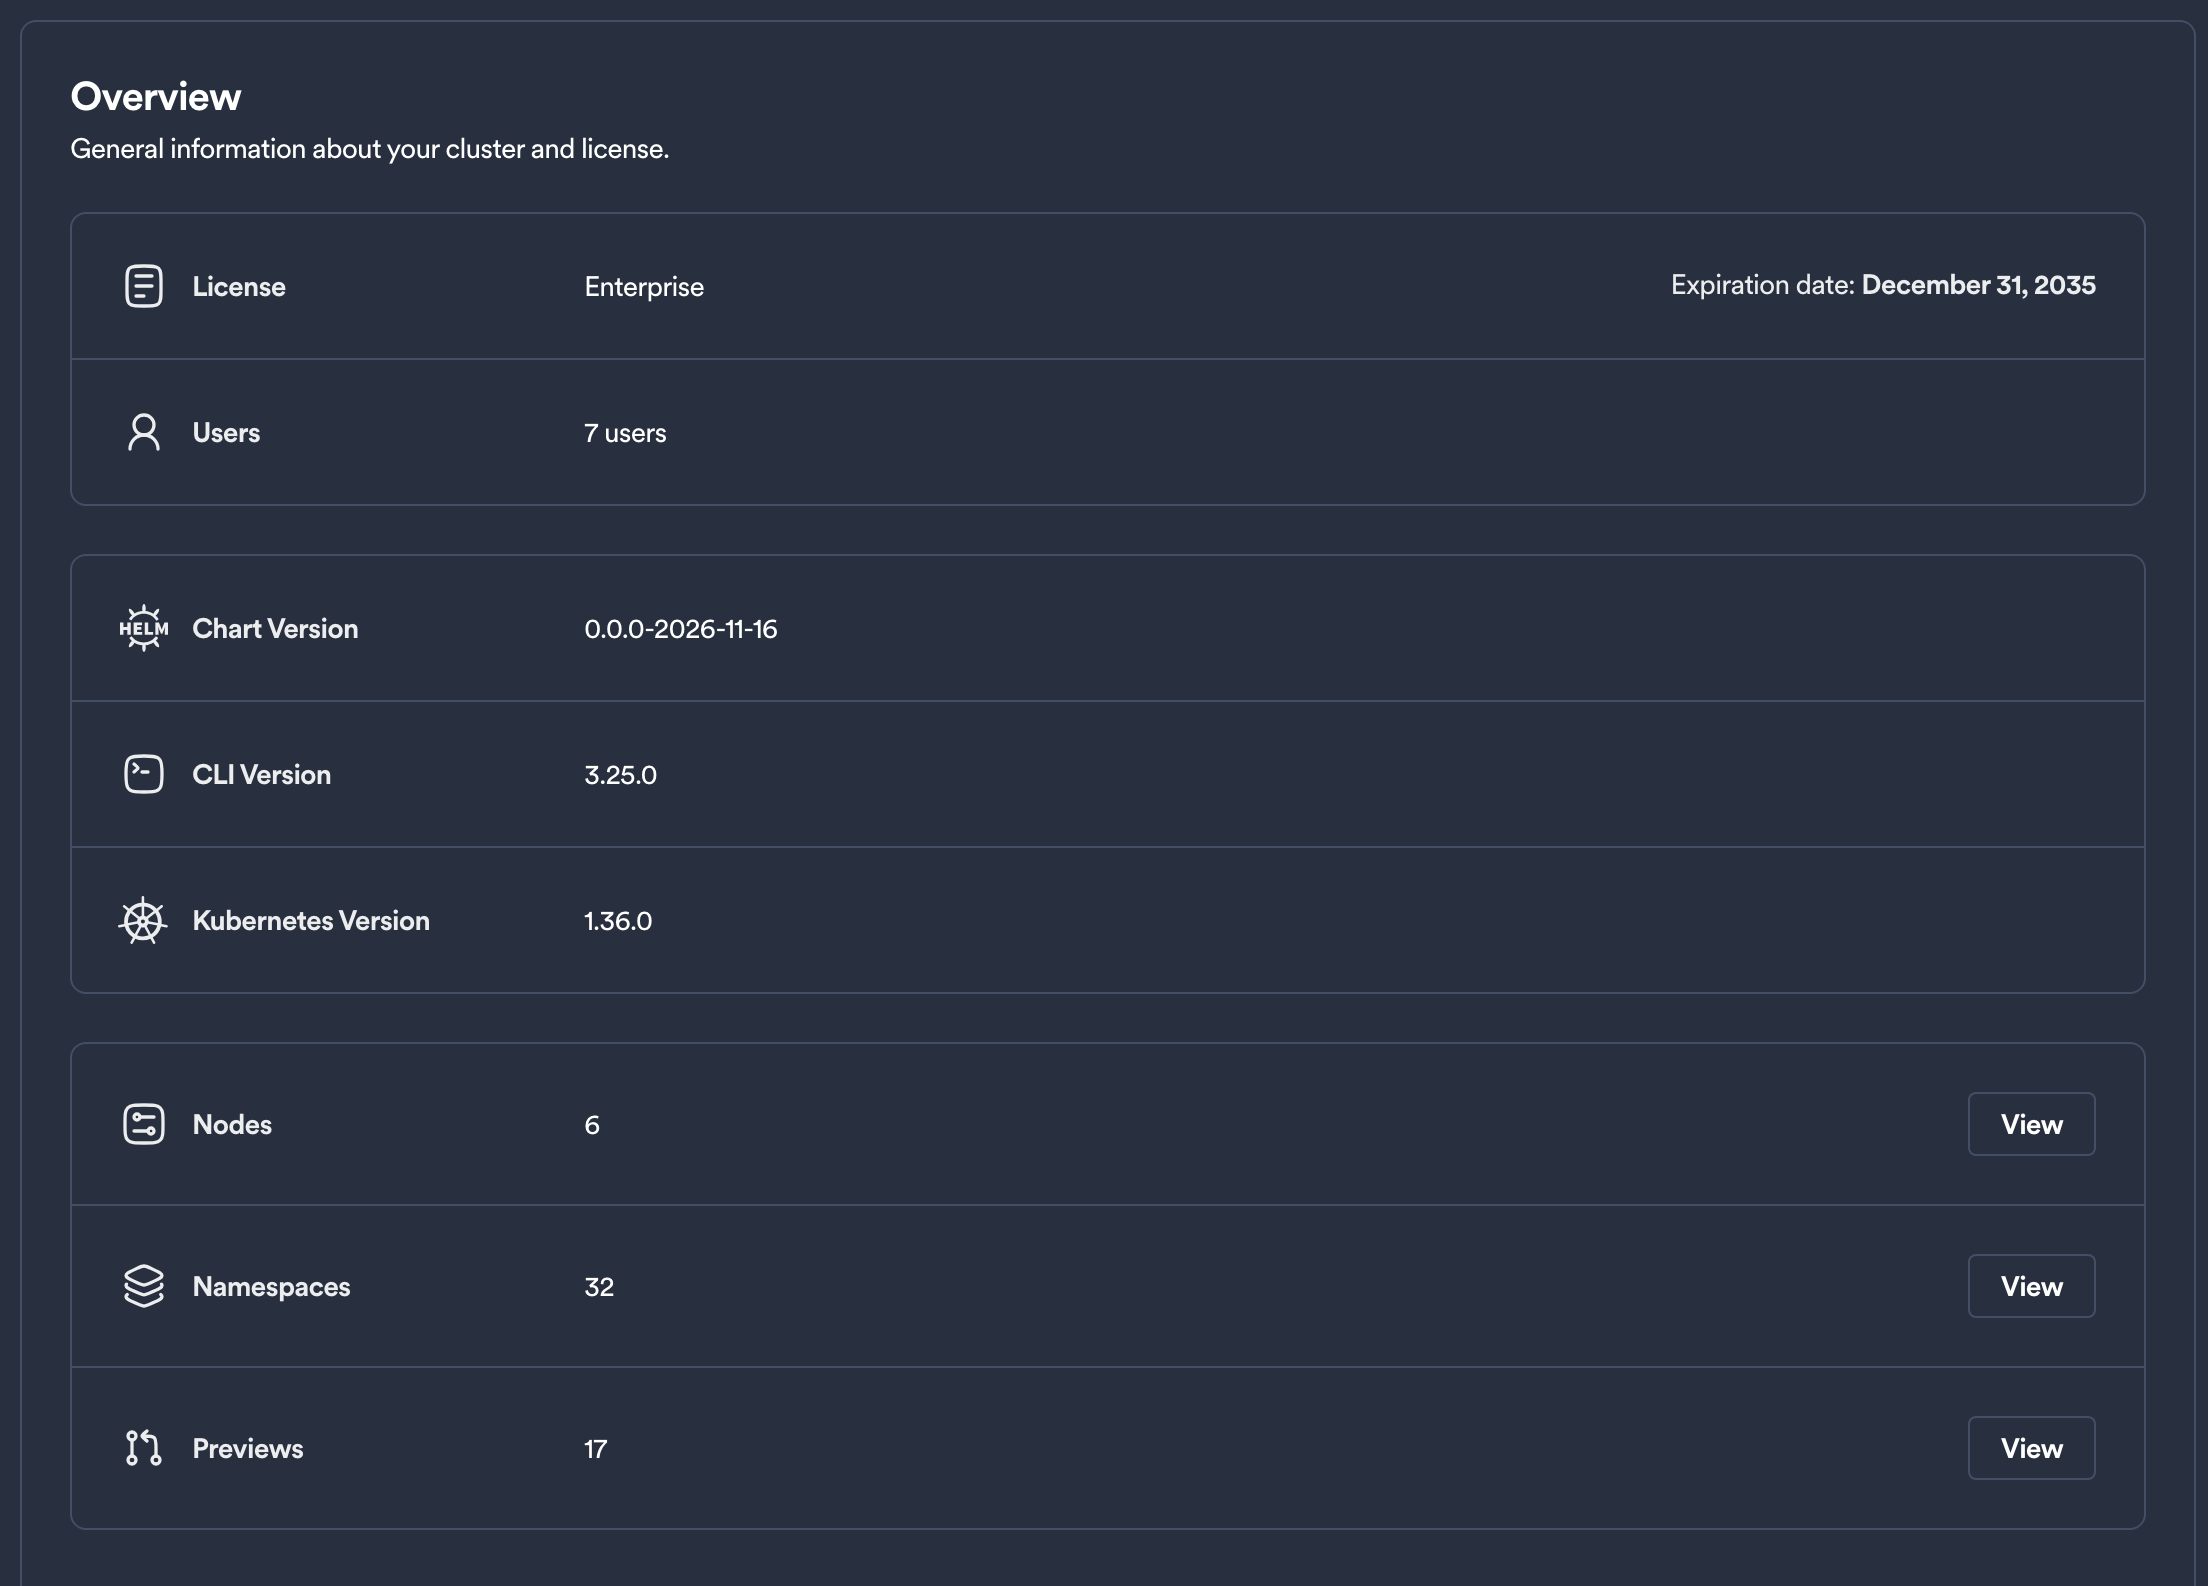 Overview
General information about your cluster and license.
License Enterprise Expiration date: December 31, 2035
Users 7 users
HELM Chart Version 0.0.0-2026-11-16
CLI Version 3.25.0
Kubernetes Version 1.36.0
Nodes 6 View
Namespaces 32 View
Previews 17 View